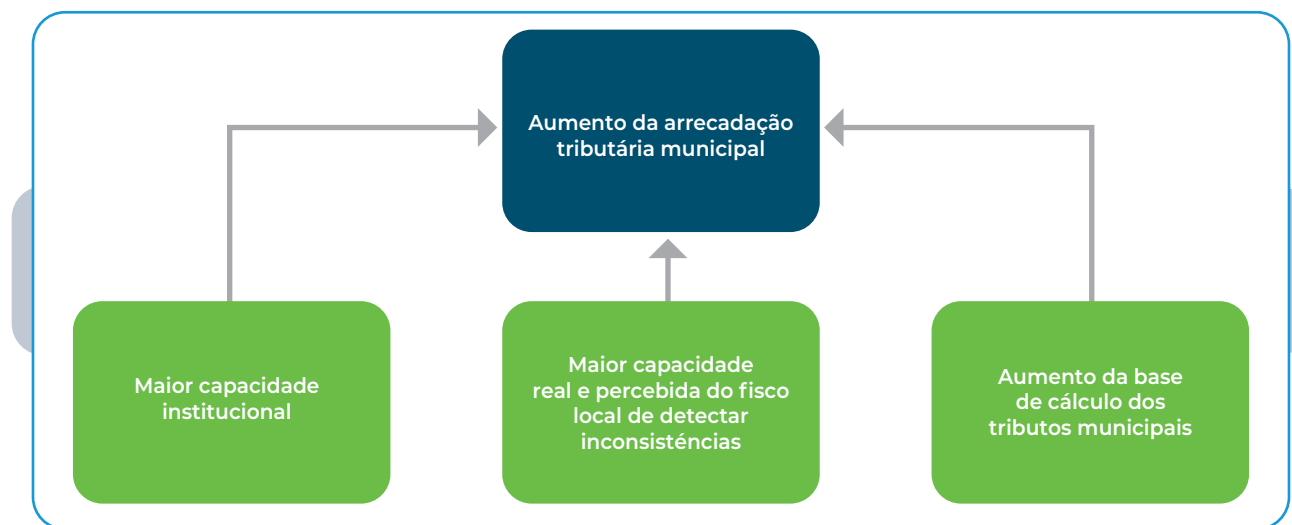 Aumento da arrecadação
tributária municipal
Maior capacidade
institucional
Maior capacidade
real e percebida do fisco
local de detectar
inconsisténcias
Aumento da base
de cálculo dos
tributos municipais